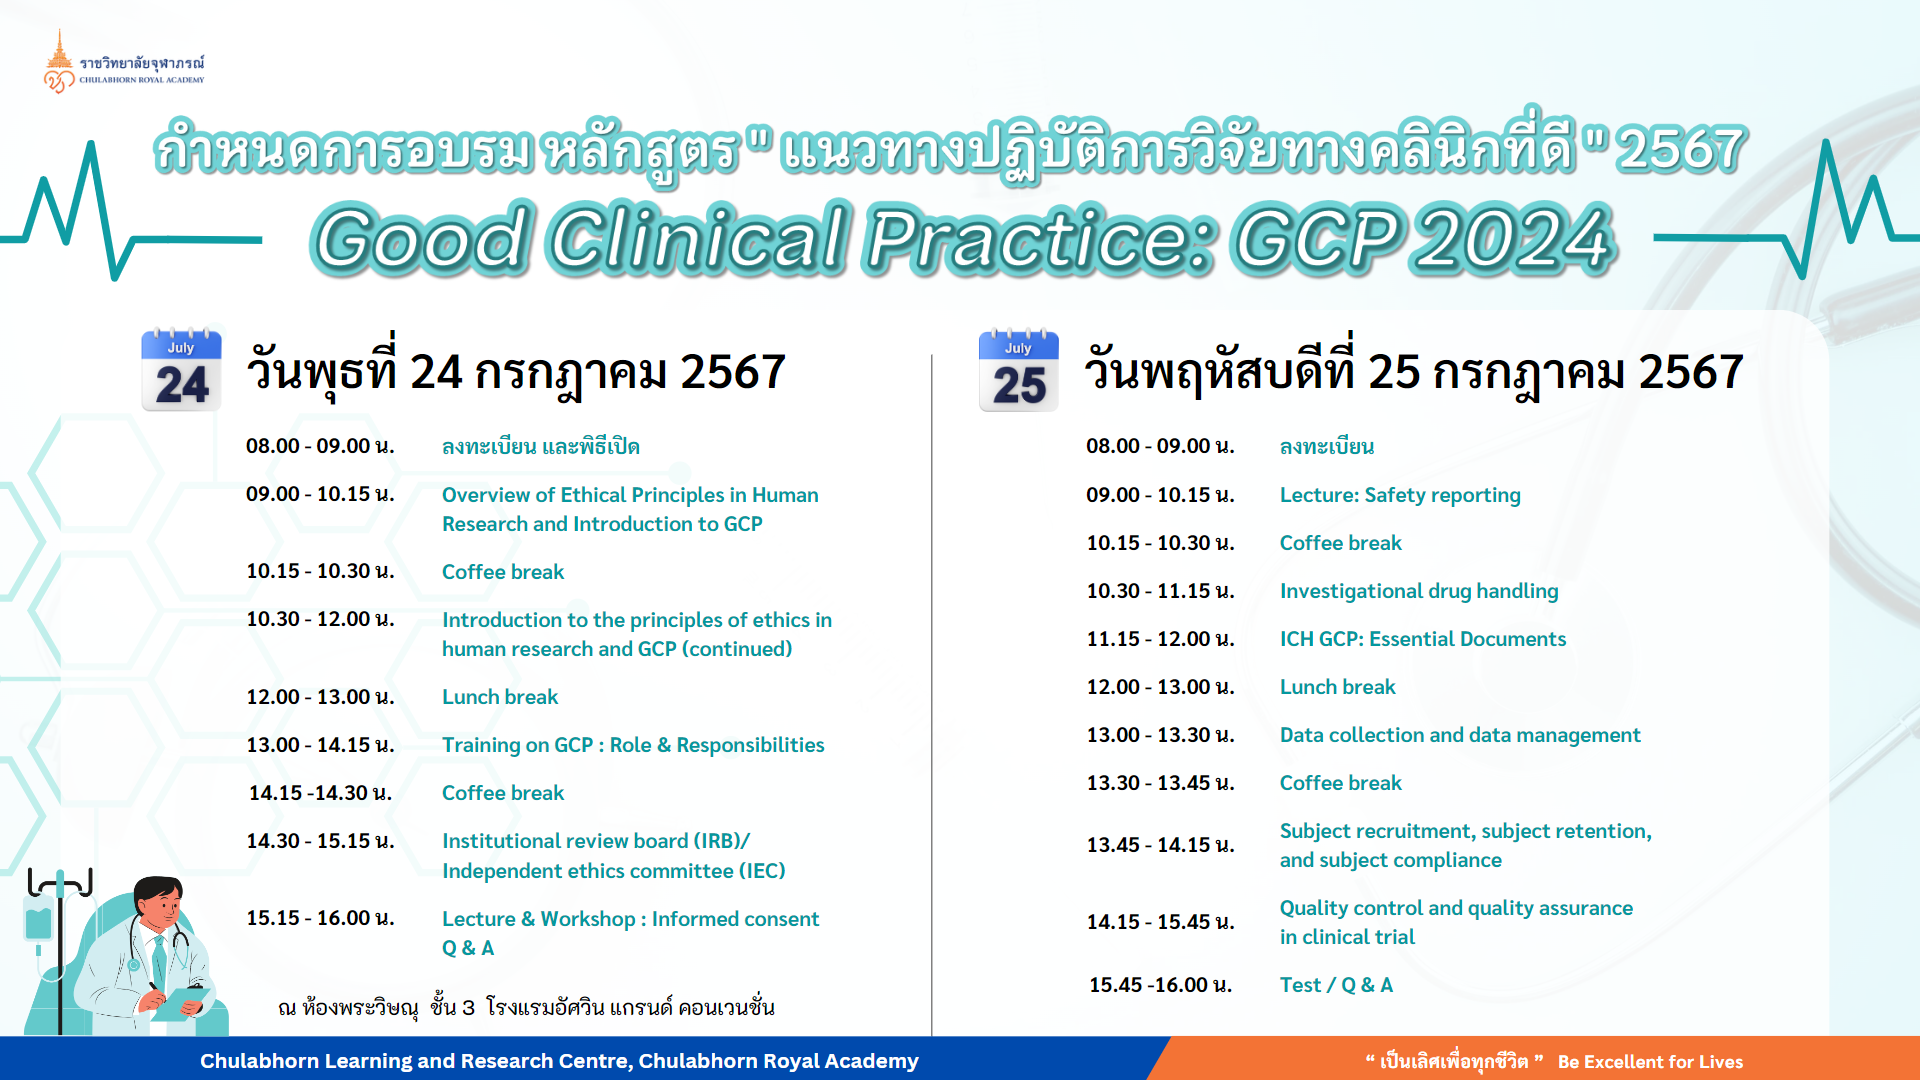 ราชวิทยาลัยจุฬาภรณ์
CHULABHORN ROYAL ACADEMY
กำหนดการอบรม หลักสูตร " แนวทางปฏิบัติการวิจัยทางคลินิกที่ดี " 2567
Good Clinical Practice: GCP 2024
July
24
วันพุธที่ 24 กรกฎาคม 2567
08.00 - 09.00 น. ลงทะเบียน และพิธีเปิด
09.00 - 10.15 น. Overview of Ethical Principles in Human
Research and Introduction to GCP
10.15 - 10.30 น. Coffee break
10.30 - 12.00 น. Introduction to the principles of ethics in
human research and GCP (continued)
12.00 - 13.00 น. Lunch break
13.00 - 14.15 น. Training on GCP : Role & Responsibilities
14.15 -14.30 น. Coffee break
14.30 - 15.15 น. Institutional review board (IRB)/
Independent ethics committee (IEC)
15.15 - 16.00 น. Lecture & Workshop : Informed consent
Q & A
ณ ห้องพระวิษณุ ชั้น 3 โรงแรมอัศวิน แกรนด์ คอนเวนชั่น
July
25
วันพฤหัสบดีที่ 25 กรกฎาคม 2567
08.00 - 09.00 น. ลงทะเบียน
09.00 - 10.15 น. Lecture: Safety reporting
10.15 - 10.30 น. Coffee break
10.30 - 11.15 น. Investigational drug handling
11.15 - 12.00 น. ICH GCP: Essential Documents
12.00 - 13.00 น. Lunch break
13.00 - 13.30 น. Data collection and data management
13.30 - 13.45 น. Coffee break
13.45 - 14.15 น. Subject recruitment, subject retention,
and subject compliance
14.15 - 15.45 น. Quality control and quality assurance
in clinical trial
15.45 -16.00 น. Test / Q & A
Chulabhorn Learning and Research Centre, Chulabhorn Royal Academy
“ เป็นเลิศเพื่อทุกชีวิต ” Be Excellent for Lives